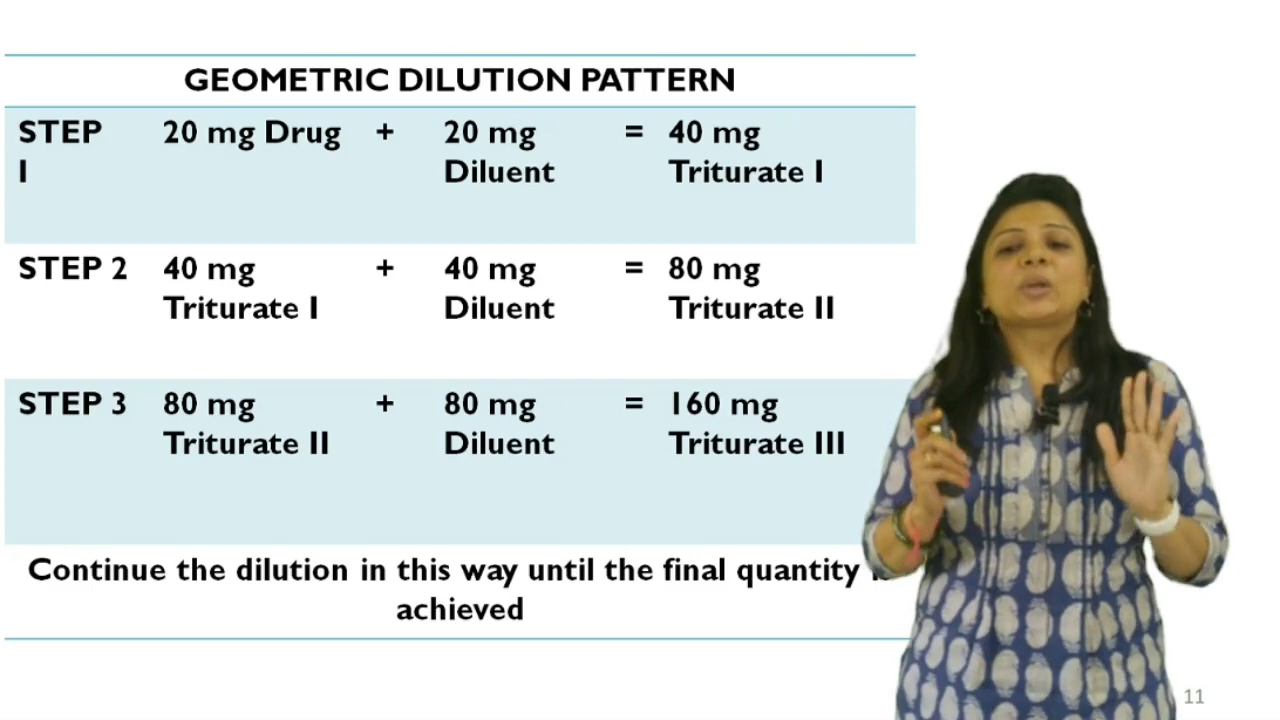 GEOMETRIC DILUTION PATTERN
STEP 20 mg Drug + 20 mg = 40 mg
I Diluent Triturate I
STEP 2 40 mg + 40 mg = 80 mg
Triturate I Diluent Triturate II
STEP 3 80 mg + 80 mg = 160 mg
Triturate II Diluent Triturate III
Continue the dilution in this way until the final quantity
achieved
11